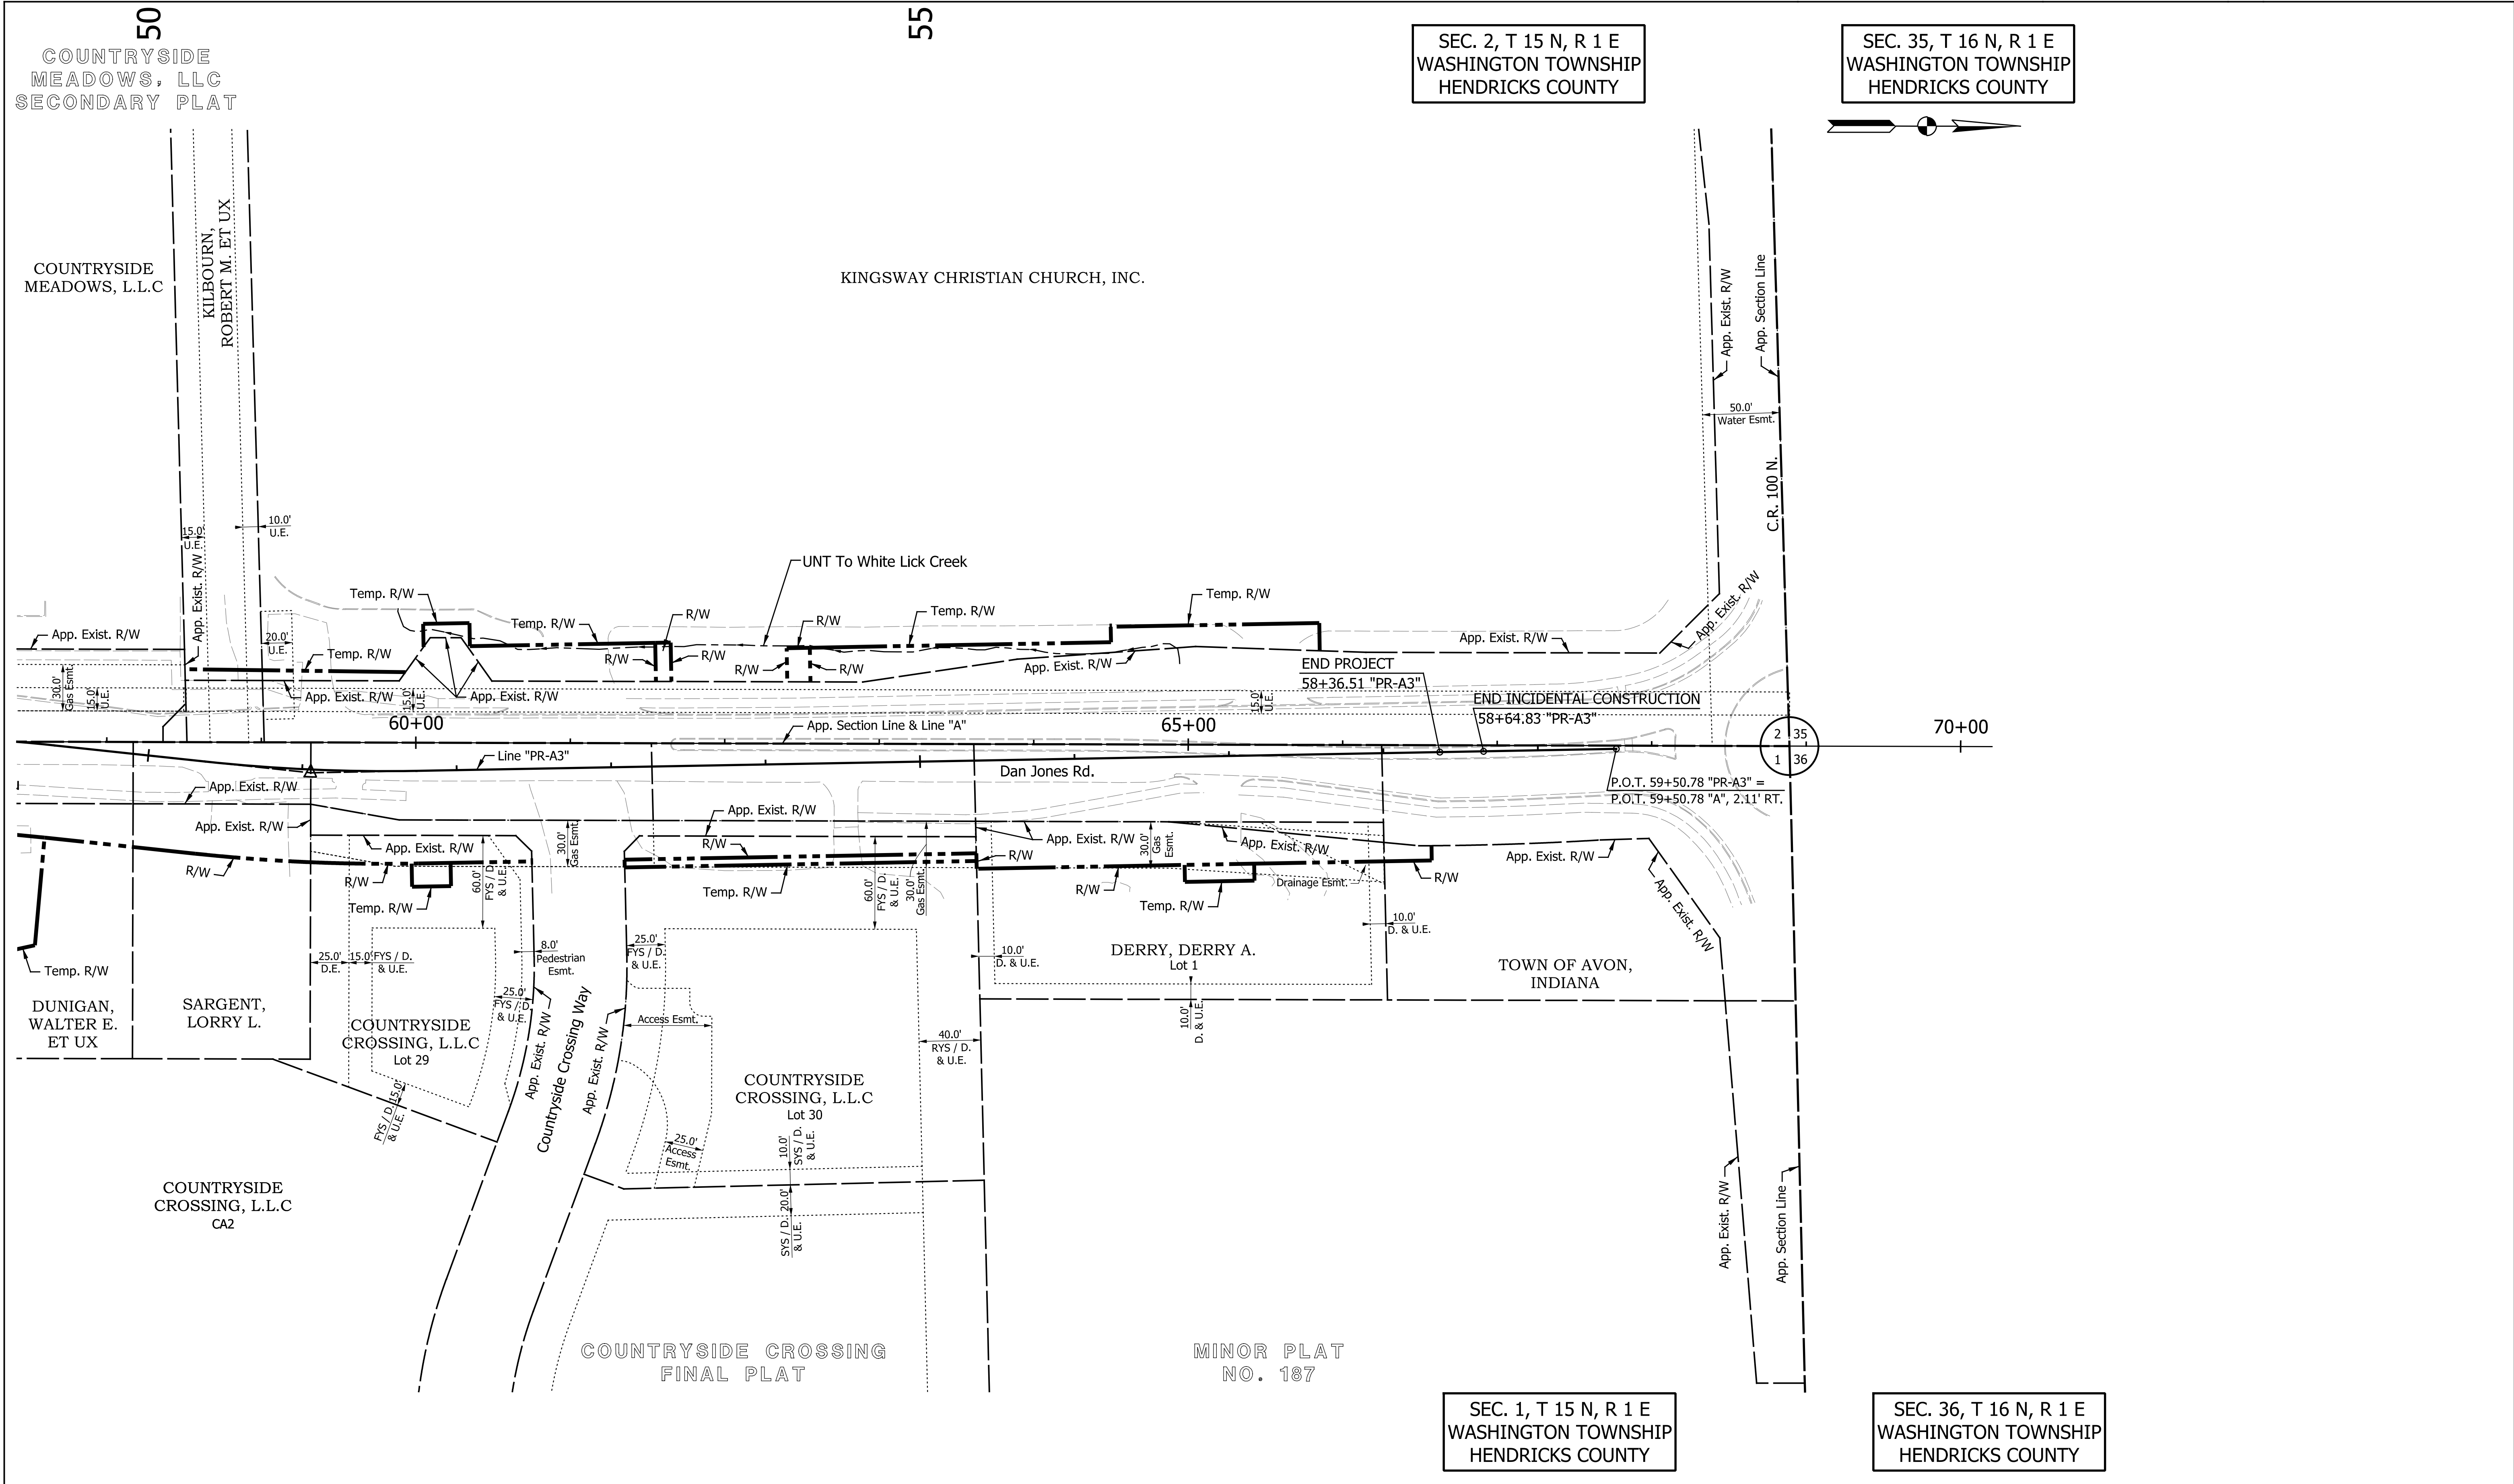 50
55
COUNTRYSIDE
MEADOWS, LLC
SECONDARY PLAT
SEC. 2, T 15 N, R 1 E
WASHINGTON TOWNSHIP
HENDRICKS COUNTY
SEC. 35, T 16 N, R 1 E
WASHINGTON TOWNSHIP
HENDRICKS COUNTY
COUNTRYSIDE
MEADOWS, L.L.C
KILBOURN,
ROBERT M. ET UX
KINGSWAY CHRISTIAN CHURCH, INC.
App. Exist. R/W
App. Section Line
50.0'
Water Esmt.
C.R. 100 N.
15.0'
U.E.
10.0'
U.E.
App. Exist. R/W
UNT To White Lick Creek
Temp. R/W
Temp. R/W
R/W
R/W
Temp. R/W
Temp. R/W
App. Exist. R/W
App. Exist. R/W
20.0'
U.E.
Temp. R/W
R/W
R/W
R/W
R/W
App. Exist. R/W
App. Exist. R/W
30.0'
Gas Esmt.
15.0'
U.E.
App. Exist. R/W
15.0'
U.E.
App. Exist. R/W
15.0'
U.E.
END PROJECT
58+36.51 "PR-A3"
END INCIDENTAL CONSTRUCTION
58+64.83 "PR-A3"
60+00
App. Section Line & Line "A"
65+00
70+00
2 35
1 36
Line "PR-A3"
Dan Jones Rd.
P.O.T. 59+50.78 "PR-A3" =
P.O.T. 59+50.78 "A", 2.11' RT.
App. Exist. R/W
App. Exist. R/W
App. Exist. R/W
App. Exist. R/W
30.0'
Gas Esmt.
R/W
App. Exist. R/W
30.0'
Gas
Esmt.
App. Exist. R/W
R/W
App. Exist. R/W
R/W
R/W
60.0'
FYS / D.
& U.E.
Temp. R/W
Temp. R/W
60.0'
FYS / D.
& U.E.
30.0'
Gas Esmt.
R/W
Temp. R/W
Drainage Esmt.
R/W
App. Exist. R/W
Temp. R/W
25.0'
D.E.
15.0'
FYS / D.
& U.E.
8.0'
Pedestrian
Esmt.
25.0'
FYS / D.
& U.E.
10.0'
D. & U.E.
DERRY, DERRY A.
Lot 1
10.0'
D. & U.E.
TOWN OF AVON,
INDIANA
DUNIGAN,
WALTER E.
ET UX
SARGENT,
LORRY L.
25.0'
FYS / D.
& U.E.
COUNTRYSIDE
CROSSING, L.L.C
Lot 29
App. Exist. R/W
Countryside Crossing Way
App. Exist. R/W
Access Esmt.
40.0'
RYS / D.
& U.E.
10.0'
D. & U.E.
FYS / D.
& U.E.
15.0'
COUNTRYSIDE
CROSSING, L.L.C
Lot 30
25.0'
Access
Esmt.
10.0'
SYS / D.
& U.E.
20.0'
SYS / D.
& U.E.
COUNTRYSIDE
CROSSING, L.L.C
CA2
App. Exist. R/W
App. Section Line
COUNTRYSIDE CROSSING
FINAL PLAT
MINOR PLAT
NO. 187
SEC. 1, T 15 N, R 1 E
WASHINGTON TOWNSHIP
HENDRICKS COUNTY
SEC. 36, T 16 N, R 1 E
WASHINGTON TOWNSHIP
HENDRICKS COUNTY